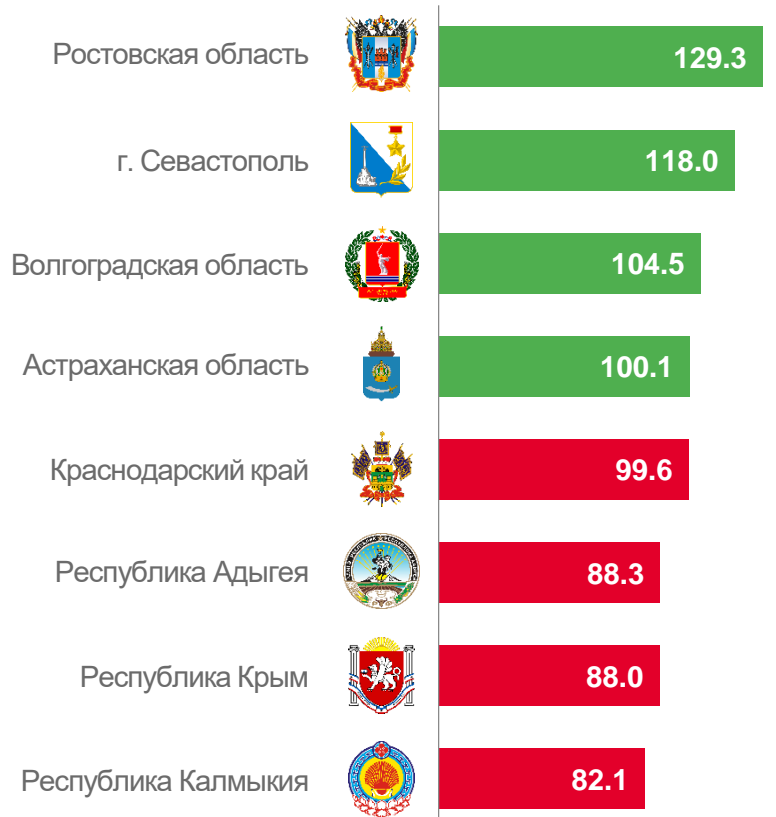 Ростовская область 129.3
г. Севастополь 118.0
Волгоградская область 104.5
Астраханская область 100.1
Краснодарский край 99.6
Республика Адыгея 88.3
Республика Крым 88.0
Республика Калмыкия 82.1